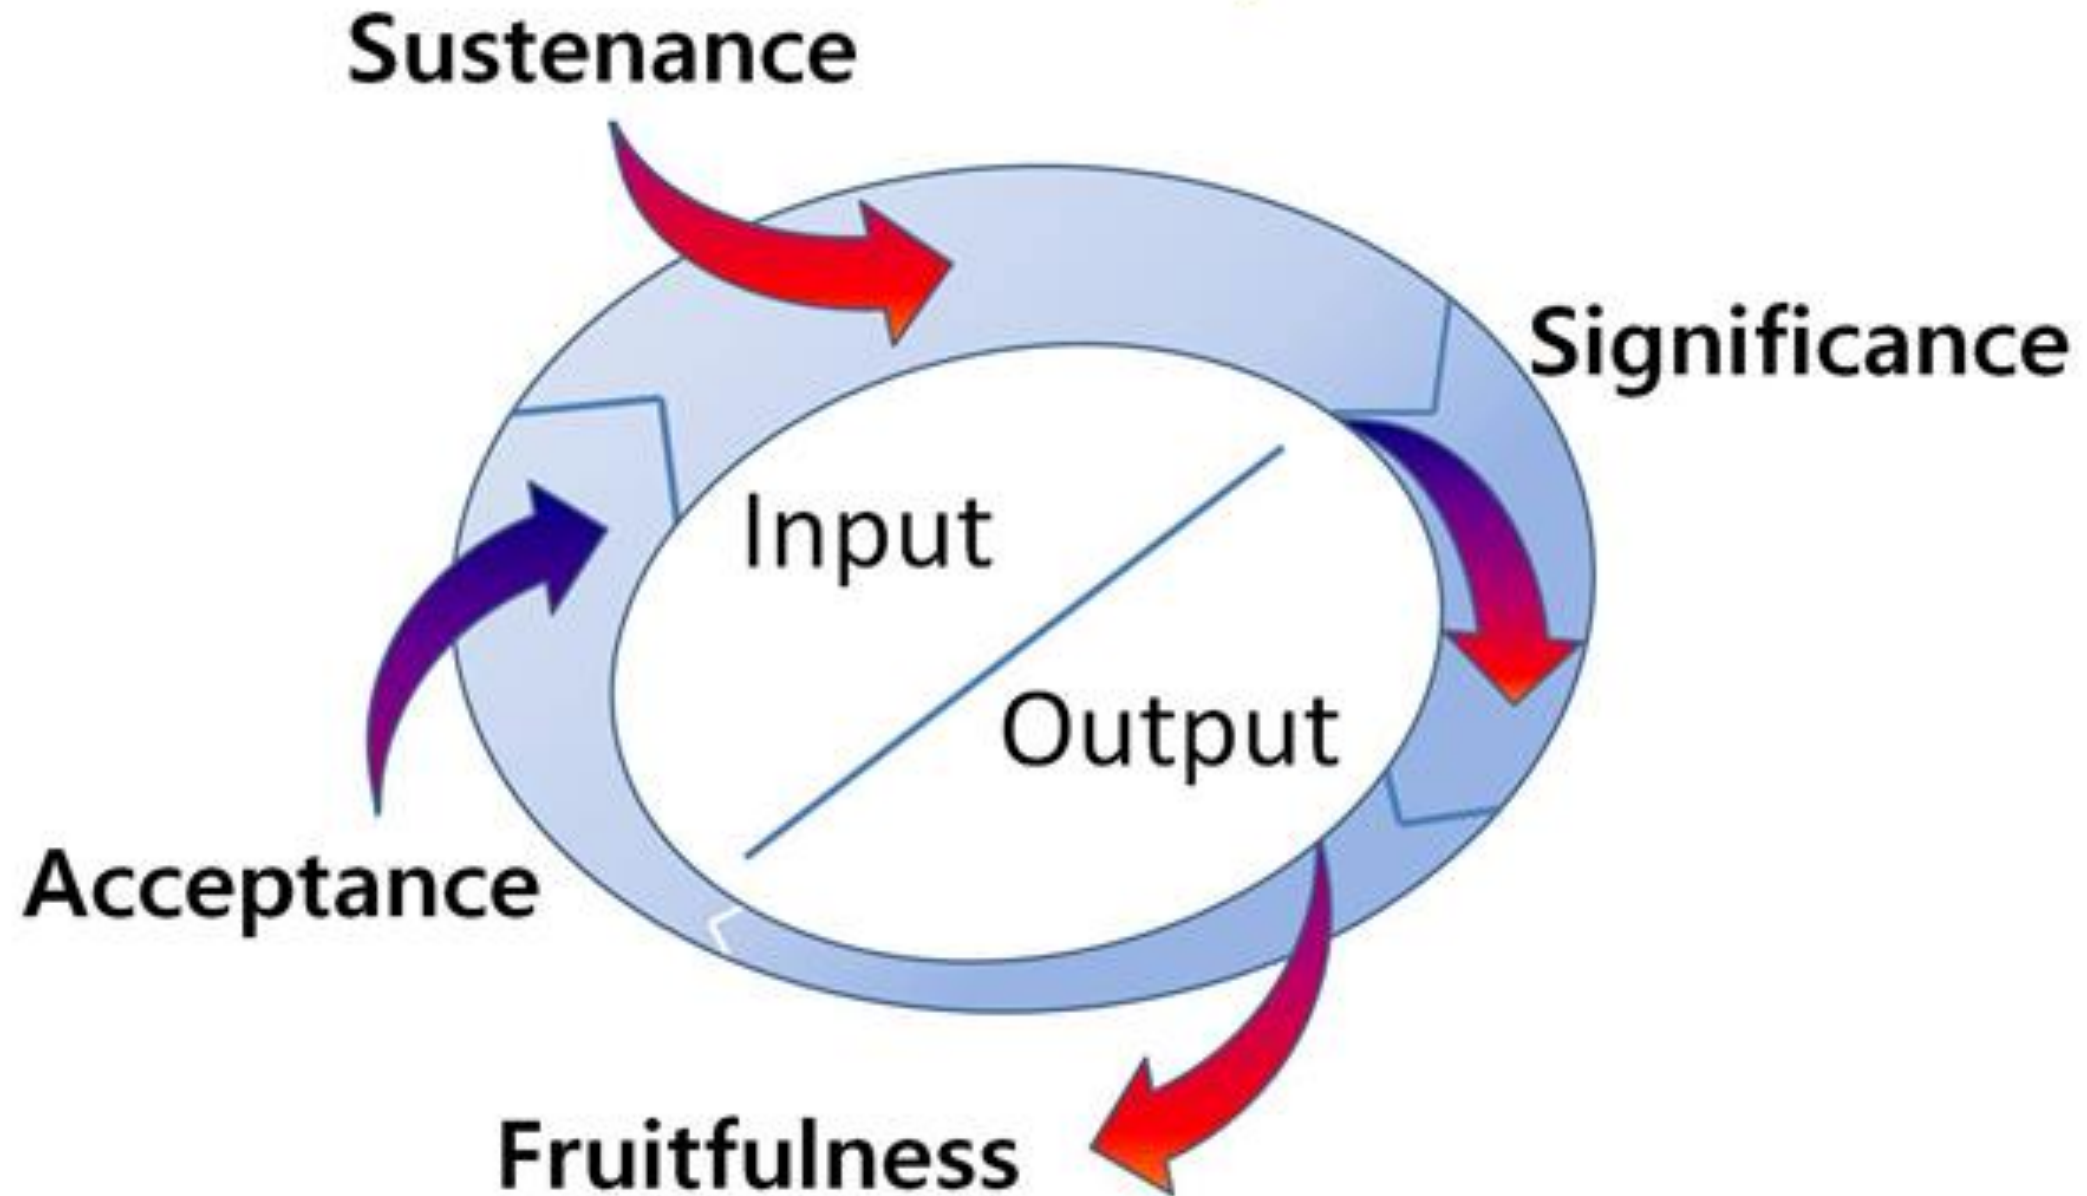 Sustenance
Significance
Input
Output
Acceptance
Fruitfulness